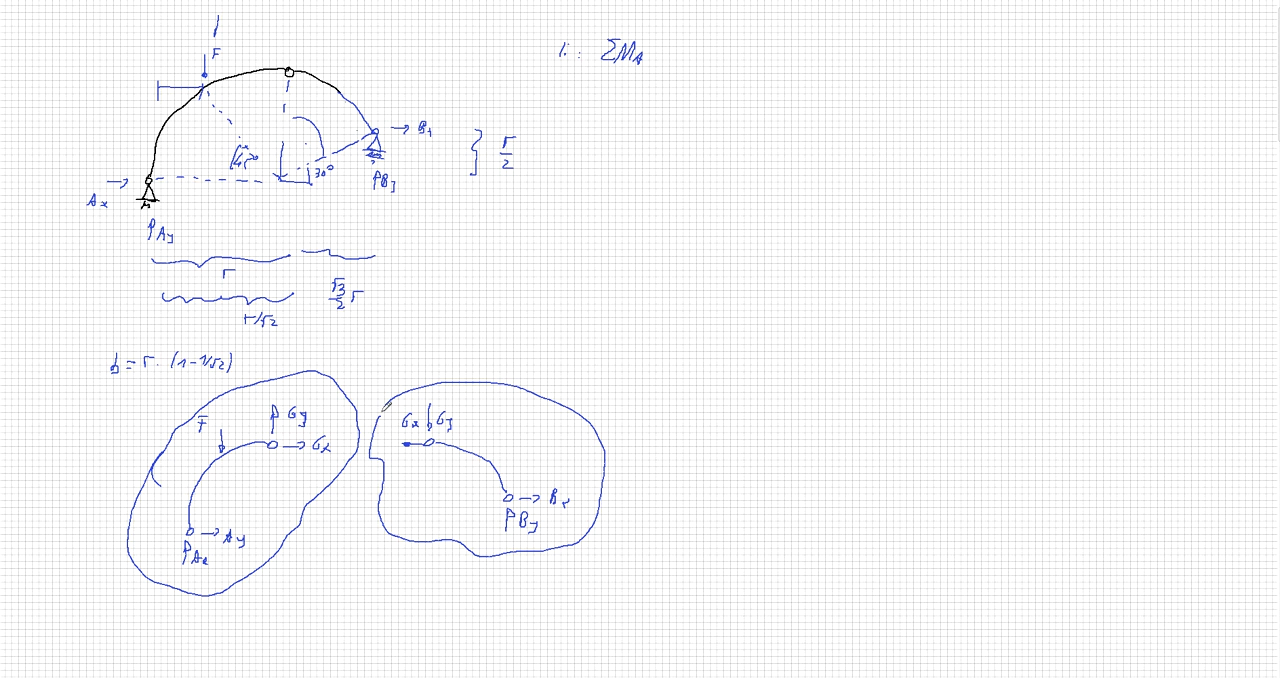 F
1: ΣM_A
B_x
45°
30°
} r/2
A_x
B_y
A_y
r
√3/2 r
r/√2
b = r · (1 - 1/√2)
F
G_y
G_x
G_x
G_y
A_y
A_x
B_x
B_y